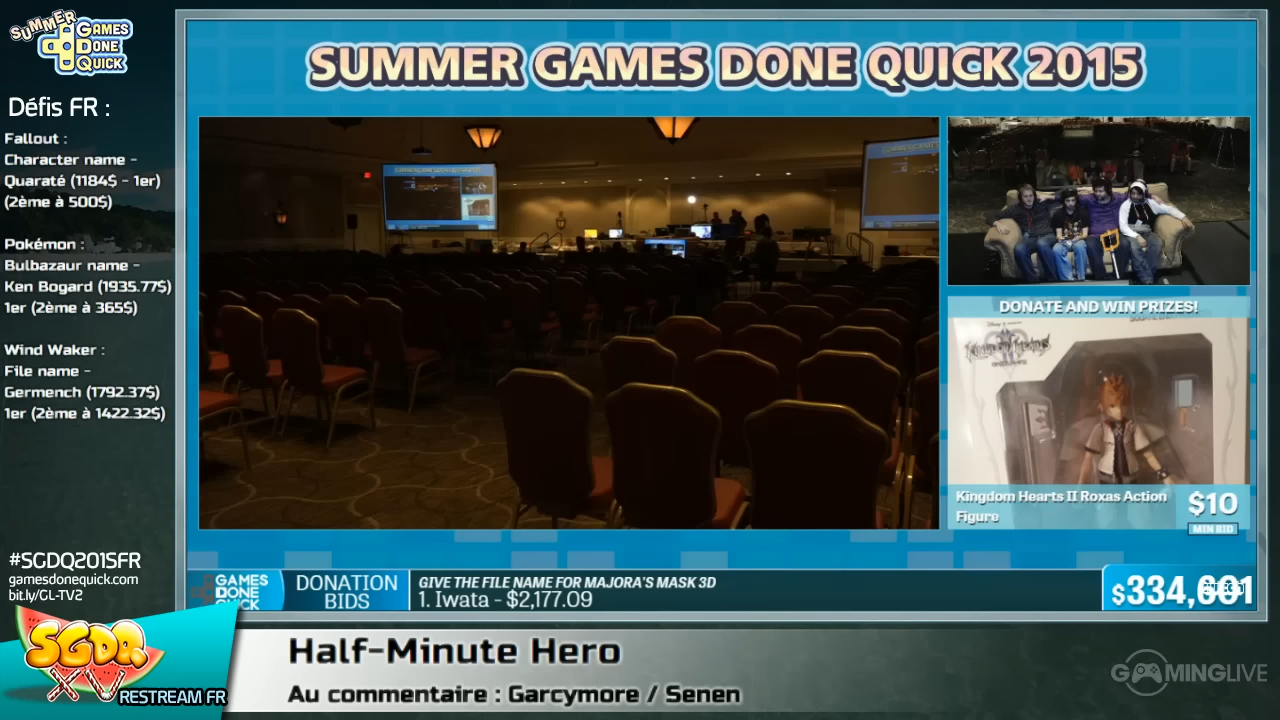 SUMMER
GAMES
DONE
QUICK
Défis FR :
Fallout :
Character name -
Quaraté (1184$ - 1er)
(2ème à 500$)
Pokémon :
Bulbazaur name -
Ken Bogard (1935.77$)
1er (2ème à 365$)
Wind Waker :
File name -
Germench (1792.37$)
1er (2ème à 1422.32$)
#SGDQ2015FR
gamesdonequick.com
bit.ly/GL-TV2
SGDQ
XV
RESTREAM FR
SUMMER GAMES DONE QUICK 2015
DONATE AND WIN PRIZES!
KINGDOM HEARTS
Kingdom Hearts II Roxas Action
Figure
$10
MIN BID
GAMES
DONE
QUICK
DONATION
BIDS
GIVE THE FILE NAME FOR MAJORA'S MASK 3D
1. Iwata - $2,177.09
$334,601
Half-Minute Hero
Au commentaire : Garcymore / Senen
GAMINGLIVE